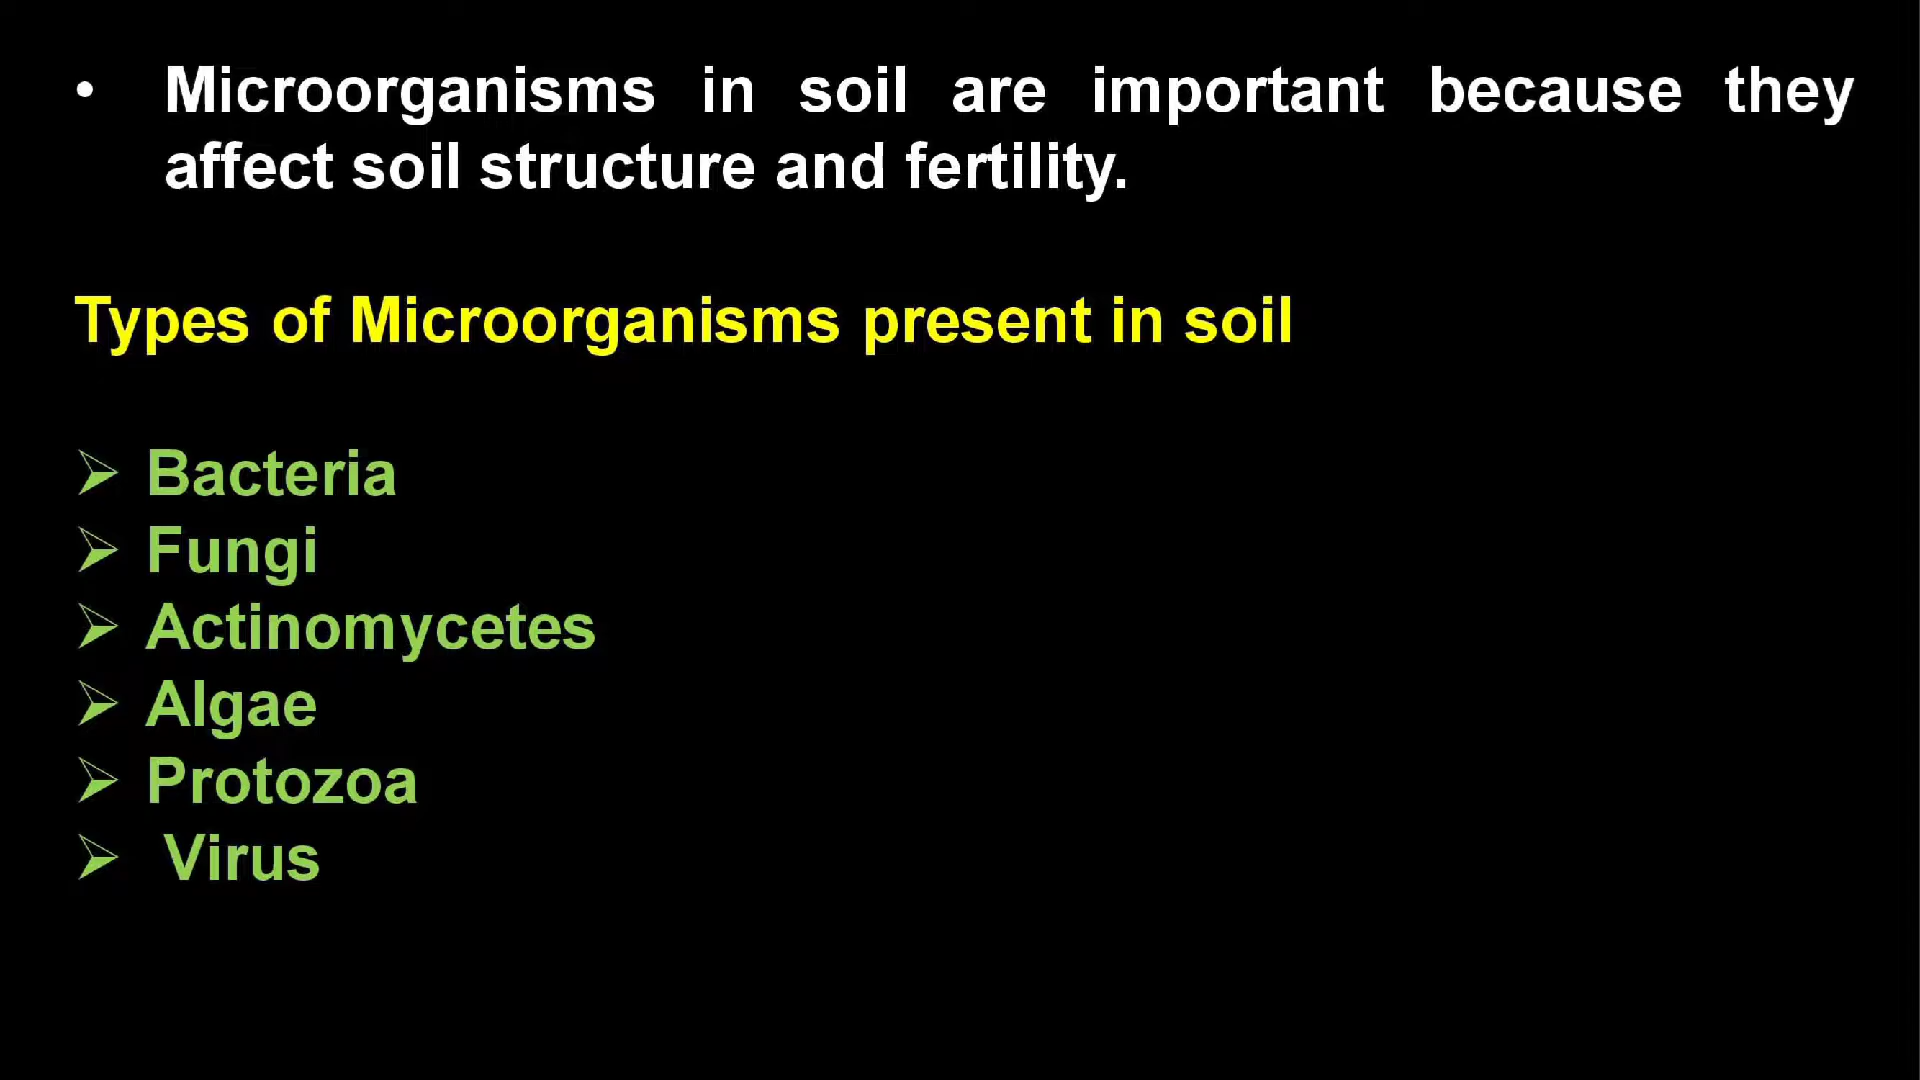 • Microorganisms in soil are important because they
affect soil structure and fertility.
Types of Microorganisms present in soil
➢ Bacteria
➢ Fungi
➢ Actinomycetes
➢ Algae
➢ Protozoa
➢ Virus